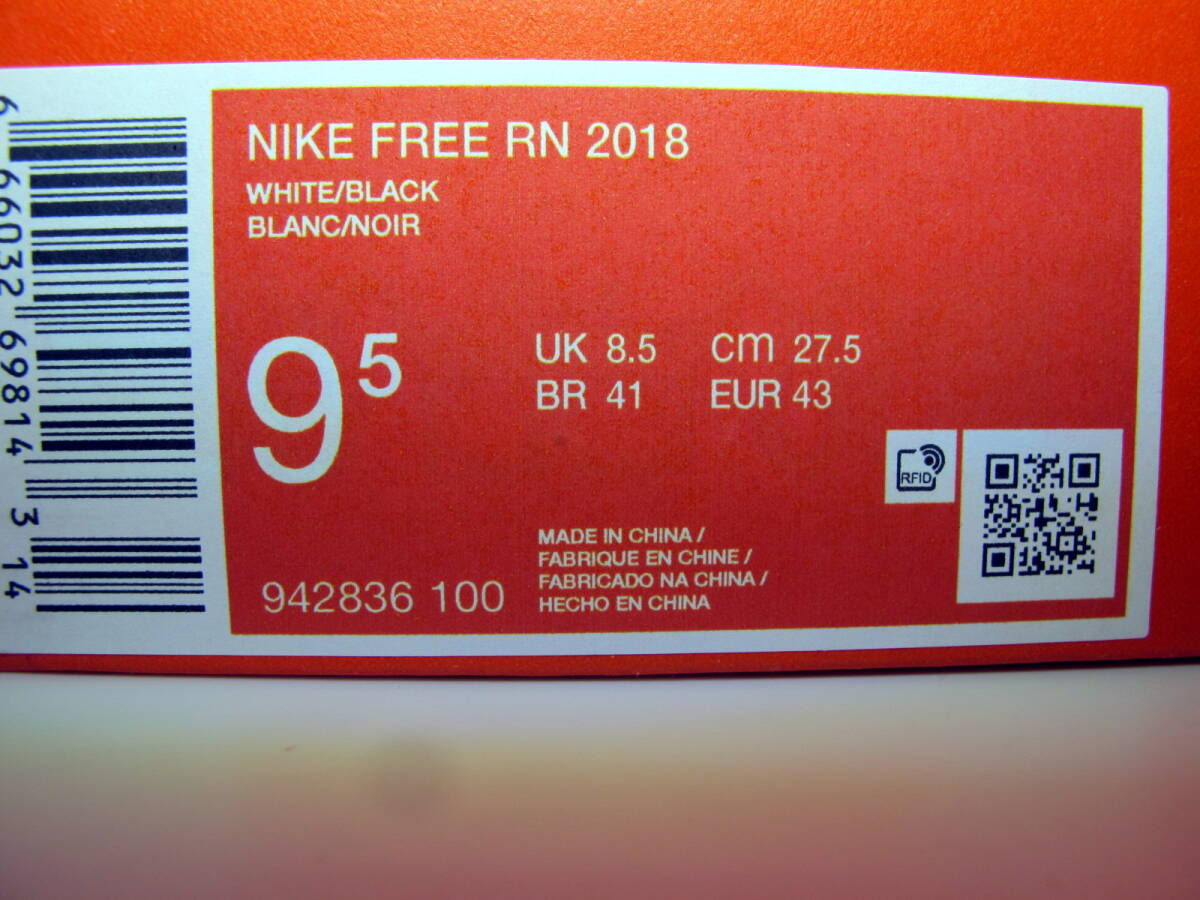 NIKE FREE RN 2018
WHITE/BLACK
BLANC/NOIR
9 5
UK 8.5 cm 27.5
BR 41 EUR 43
RFID
MADE IN CHINA /
FABRIQUE EN CHINE /
FABRICADO NA CHINA /
HECHO EN CHINA
942836 100
6 66032 69814 3 14